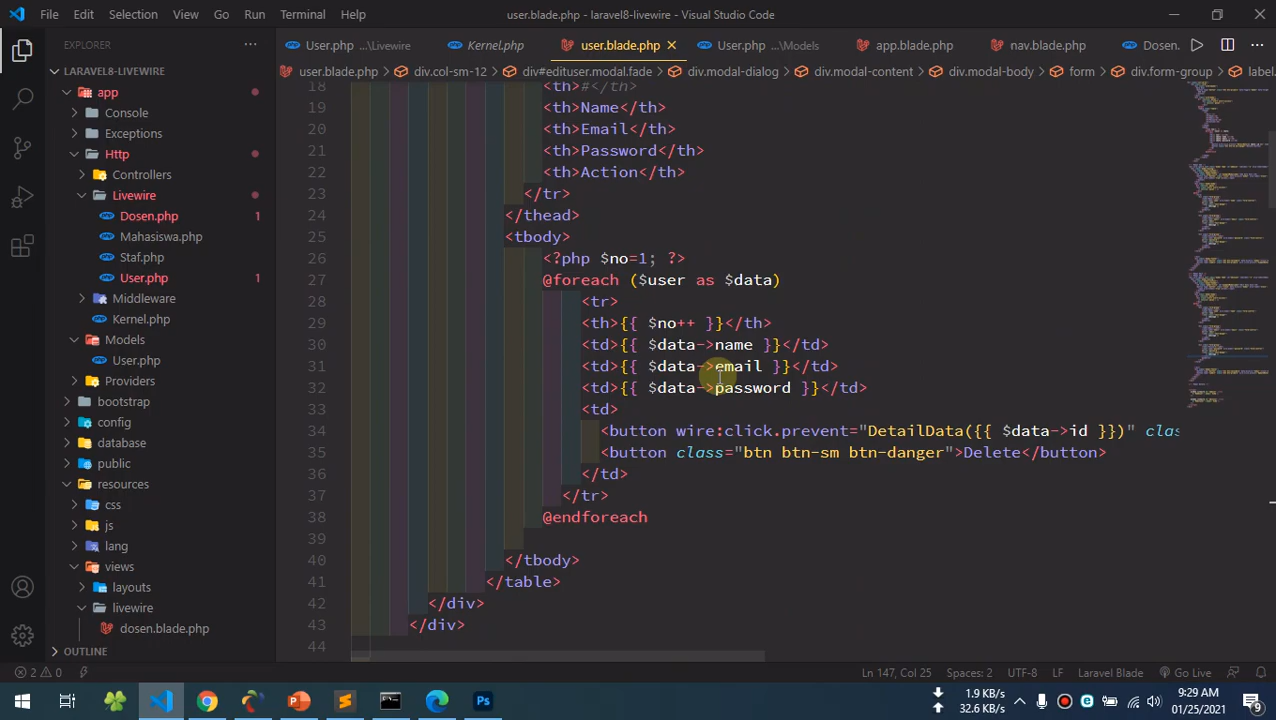 File Edit Selection View Go Run Terminal Help user.blade.php - laravel8-livewire - Visual Studio Code
EXPLORER
User.php ...\Livewire Kernel.php user.blade.php User.php ...\Models app.blade.php nav.blade.php Dosen.
user.blade.php > div.col-sm-12 > div#edituser.modal.fade > div.modal-dialog > div.modal-content > div.modal-body > form > div.form-group > label.
LARAVEL8-LIVEWIRE
app
Console
Exceptions
Http
Controllers
Livewire
Dosen.php 1
Mahasiswa.php
Staf.php
User.php 1
Middleware
Kernel.php
Models
User.php
Providers
bootstrap
config
database
public
resources
css
js
lang
views
layouts
livewire
dosen.blade.php
OUTLINE
18 <th>#</th>
19 <th>Name</th>
20 <th>Email</th>
21 <th>Password</th>
22 <th>Action</th>
23 </tr>
24 </thead>
25 <tbody>
26 <?php $no=1; ?>
27 @foreach ($user as $data)
28 <tr>
29 <th>{{ $no++ }}</th>
30 <td>{{ $data->name }}</td>
31 <td>{{ $data->email }}</td>
32 <td>{{ $data->password }}</td>
33 <td>
34 <button wire:click.prevent="DetailData({{ $data->id }})" clas
35 <button class="btn btn-sm btn-danger">Delete</button>
36 </td>
37 </tr>
38 @endforeach
39
40 </tbody>
41 </table>
42 </div>
43 </div>
44
2 0 Ln 147, Col 25 Spaces: 2 UTF-8 LF Laravel Blade Go Live
1.9 KB/s
32.6 KB/s
9:29 AM
01/25/2021
9